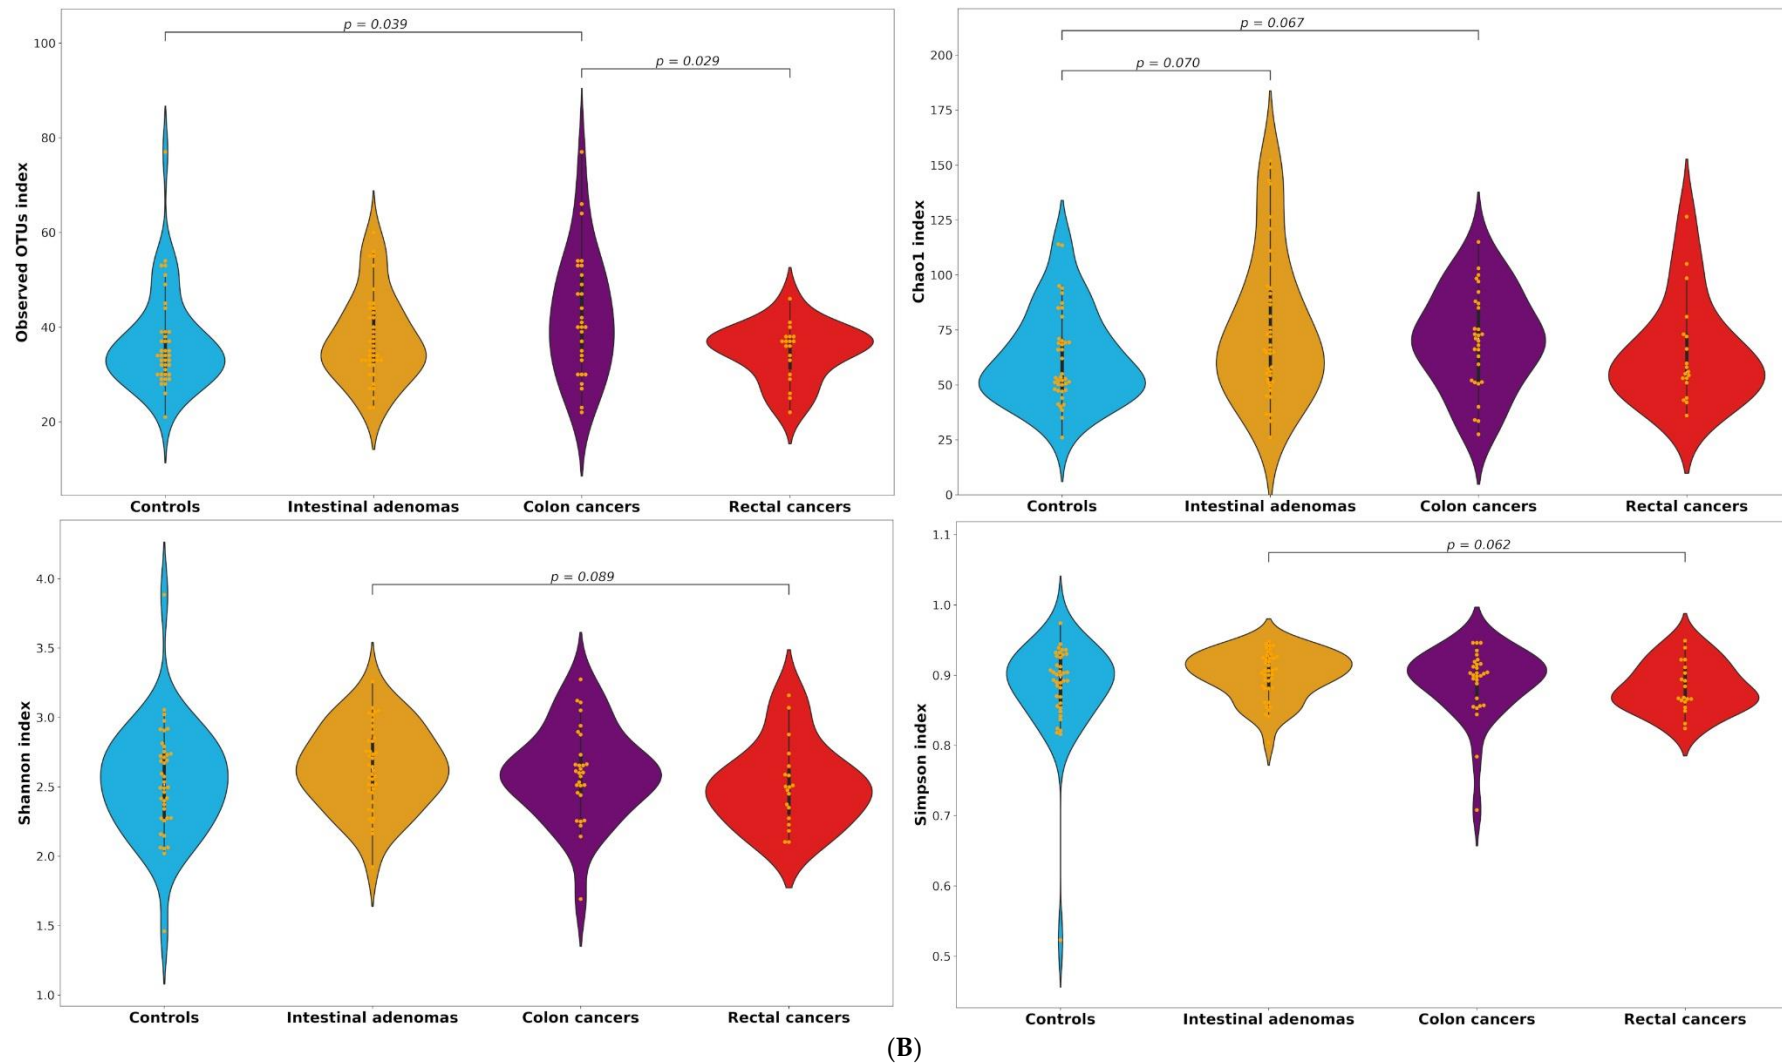 p = 0.039
p = 0.029
100
80
60
40
20
Observed OTUs index
Controls Intestinal adenomas Colon cancers Rectal cancers
p = 0.067
p = 0.070
200
175
150
125
100
75
50
25
0
Chao1 index
Controls Intestinal adenomas Colon cancers Rectal cancers
p = 0.089
4.0
3.5
3.0
2.5
2.0
1.5
1.0
Shannon index
Controls Intestinal adenomas Colon cancers Rectal cancers
p = 0.062
1.1
1.0
0.9
0.8
0.7
0.6
0.5
Simpson index
Controls Intestinal adenomas Colon cancers Rectal cancers
(B)